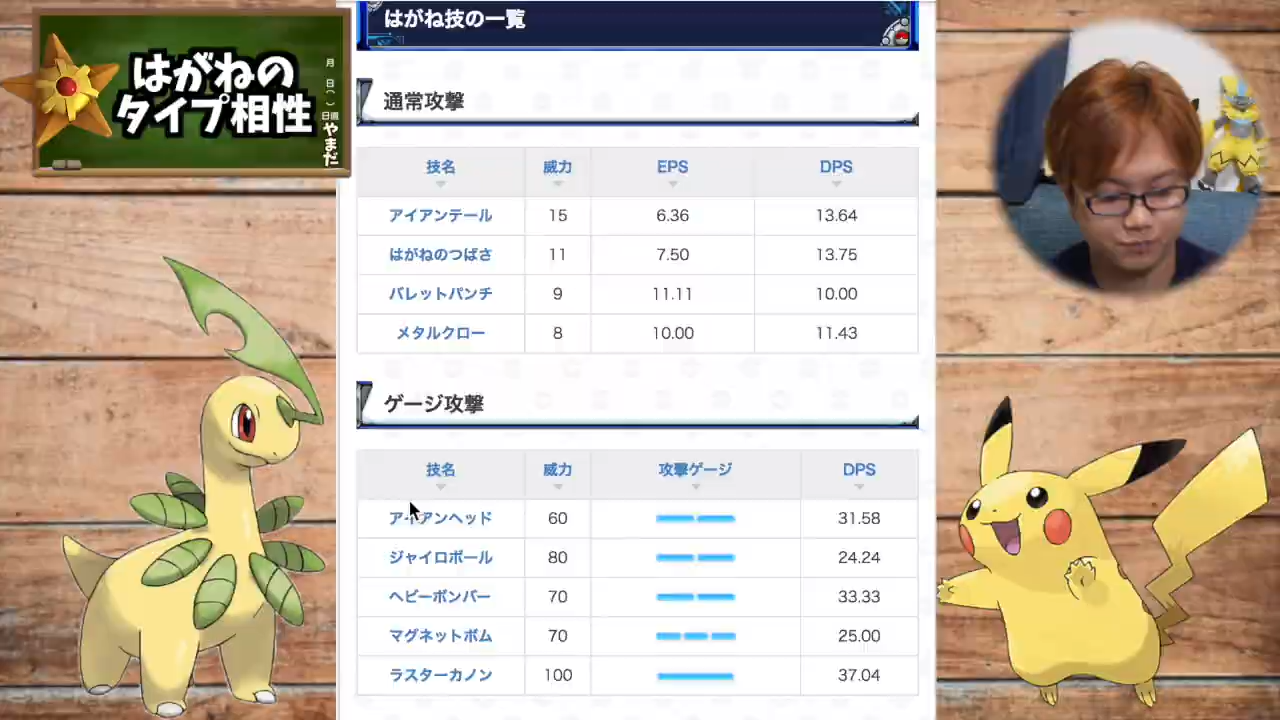 はがねの
タイプ相性
月
日( )
日直
やまだ
はがね技の一覧
通常攻撃
技名 威力 EPS DPS
アイアンテール 15 6.36 13.64
はがねのつばさ 11 7.50 13.75
バレットパンチ 9 11.11 10.00
メタルクロー 8 10.00 11.43
ゲージ攻撃
技名 威力 攻撃ゲージ DPS
アイアンヘッド 60 31.58
ジャイロボール 80 24.24
ヘビーボンバー 70 33.33
マグネットボム 70 25.00
ラスターカノン 100 37.04